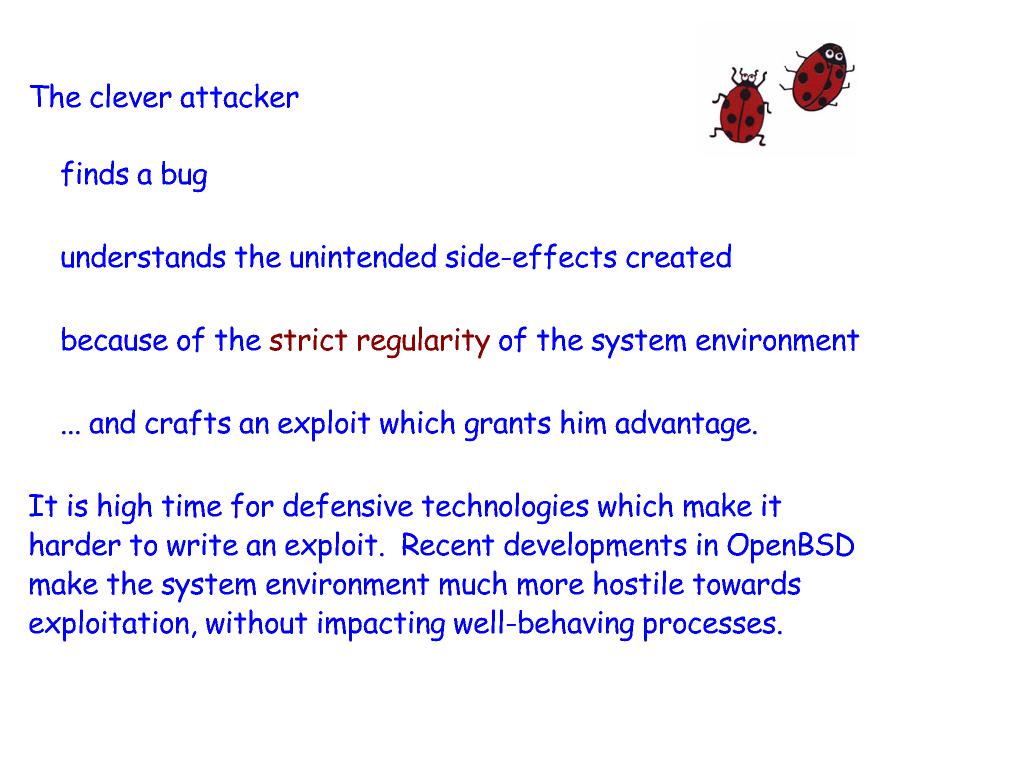 The clever attacker
finds a bug
understands the unintended side-effects created
because of the strict regularity of the system environment
... and crafts an exploit which grants him advantage.
It is high time for defensive technologies which make it
harder to write an exploit.  Recent developments in OpenBSD
make the system environment much more hostile towards
exploitation, without impacting well-behaving processes.